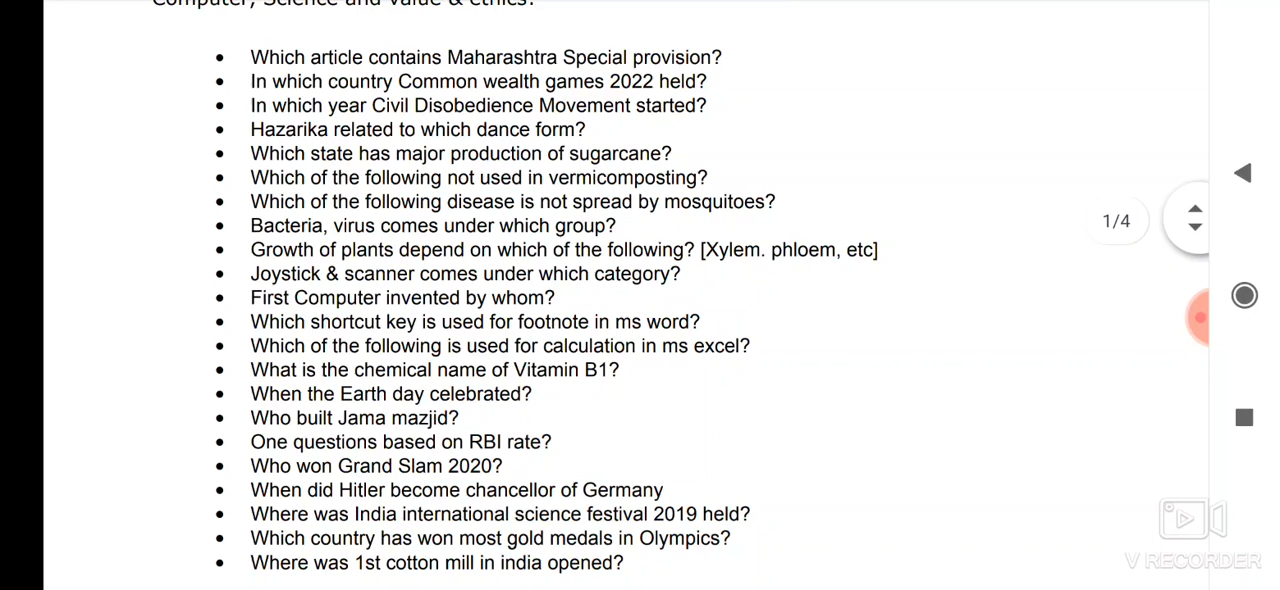 Computer, Science and Value & ethics.
• Which article contains Maharashtra Special provision?
• In which country Common wealth games 2022 held?
• In which year Civil Disobedience Movement started?
• Hazarika related to which dance form?
• Which state has major production of sugarcane?
• Which of the following not used in vermicomposting?
• Which of the following disease is not spread by mosquitoes?
• Bacteria, virus comes under which group?
• Growth of plants depend on which of the following? [Xylem. phloem, etc]
• Joystick & scanner comes under which category?
• First Computer invented by whom?
• Which shortcut key is used for footnote in ms word?
• Which of the following is used for calculation in ms excel?
• What is the chemical name of Vitamin B1?
• When the Earth day celebrated?
• Who built Jama mazjid?
• One questions based on RBI rate?
• Who won Grand Slam 2020?
• When did Hitler become chancellor of Germany
• Where was India international science festival 2019 held?
• Which country has won most gold medals in Olympics?
• Where was 1st cotton mill in india opened?
1/4
V RECORDER